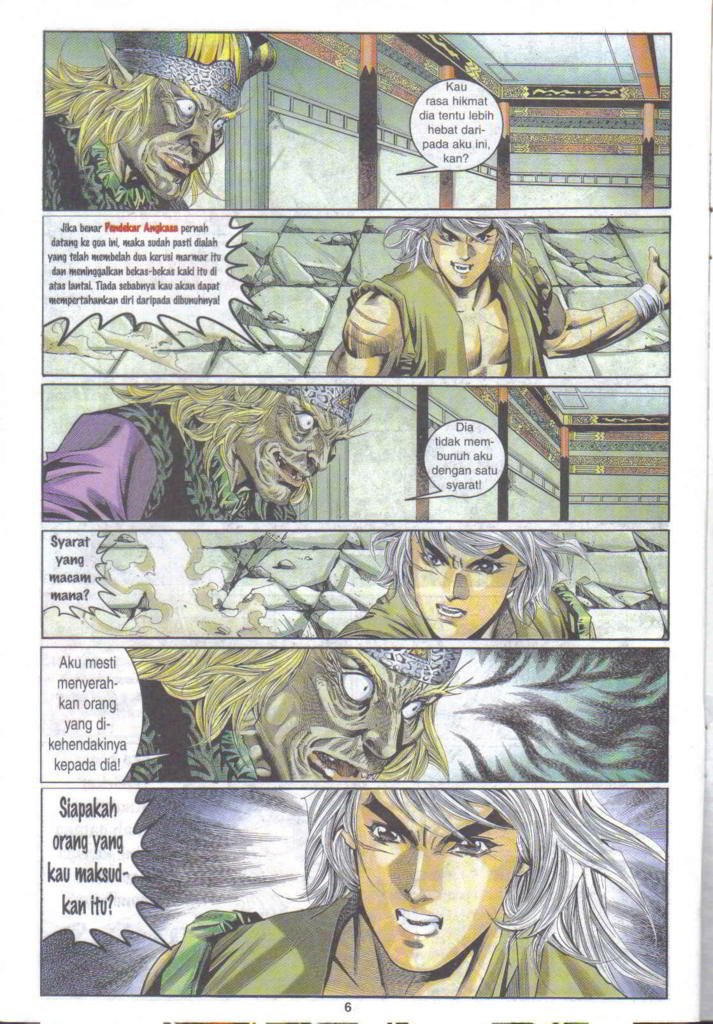 Kau
rasa hikmat
dia tentu lebih
hebat dari-
pada aku ini,
kan?
Jika benar Pendekar Angkasa pernah
datang ke gua ini, maka sudah pasti dialah
yang telah membelah dua kerusi marmar itu
dan meninggalkan bekas-bekas kaki itu di
atas lantai. Tiada sebabnya kau akan dapat
mempertahankan diri daripada dibunuhnya!
Dia
tidak mem-
bunuh aku
dengan satu
syarat!
Syarat
yang
macam
mana?
Aku mesti
menyerah-
kan orang
yang di-
kehendakinya
kepada dia!
Siapakah
orang yang
kau maksud-
kan itu?
6